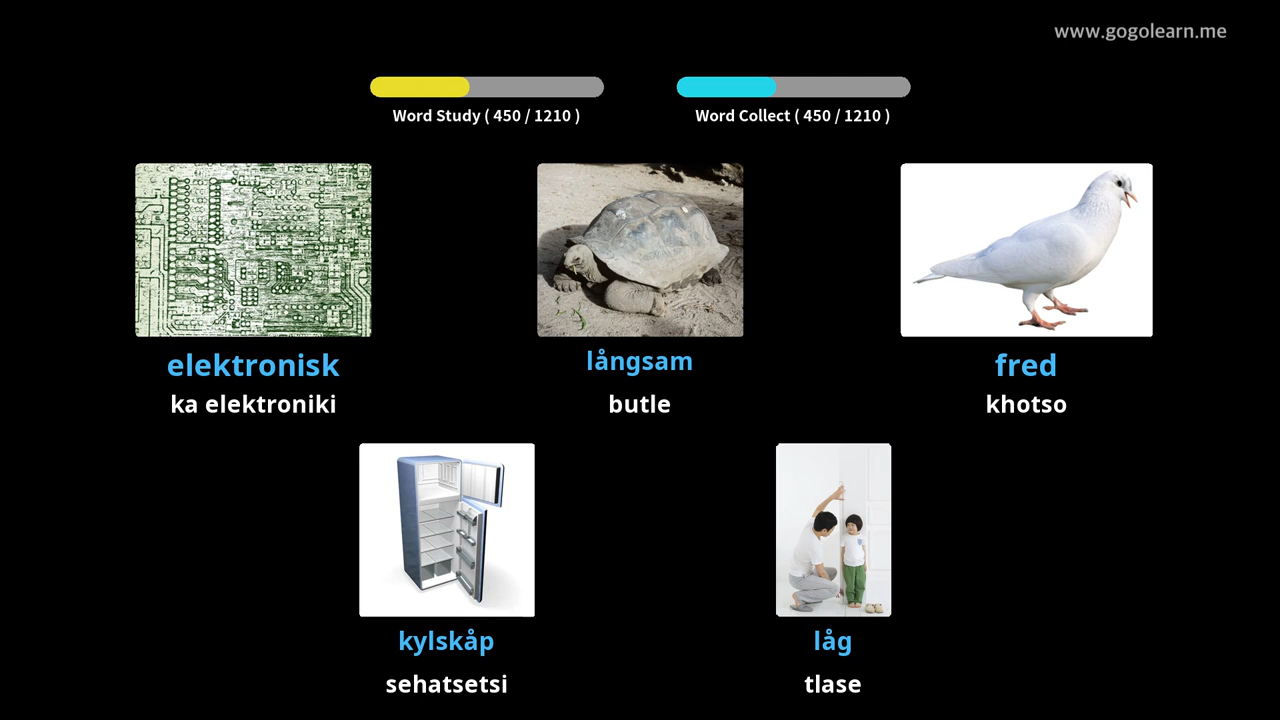 www.gogolearn.me
Word Study ( 450 / 1210 )
Word Collect ( 450 / 1210 )
elektronisk
ka elektroniki
långsam
butle
fred
khotso
kylskåp
sehatsetsi
låg
tlase